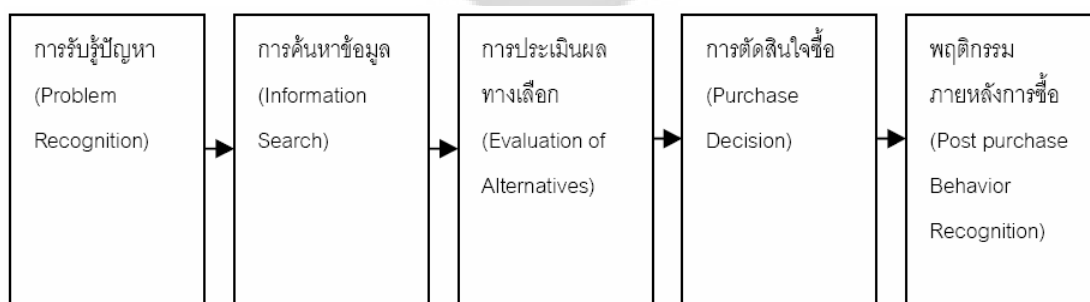 การรับรู้ปัญหา
(Problem
Recognition)
การค้นหาข้อมูล
(Information
Search)
การประเมินผล
ทางเลือก
(Evaluation of
Alternatives)
การตัดสินใจซื้อ
(Purchase
Decision)
พฤติกรรม
ภายหลังการซื้อ
(Post purchase
Behavior
Recognition)